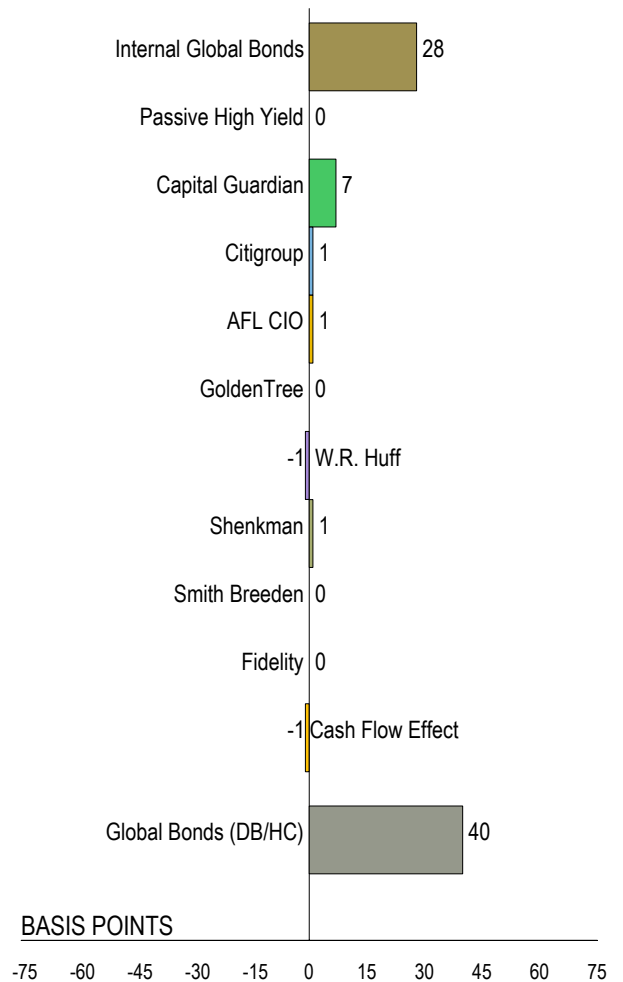 Internal Global Bonds 28
Passive High Yield 0
Capital Guardian 7
Citigroup 1
AFL CIO 1
GoldenTree 0
-1 W.R. Huff
Shenkman 1
Smith Breeden 0
Fidelity 0
-1 Cash Flow Effect
Global Bonds (DB/HC) 40
BASIS POINTS
-75 -60 -45 -30 -15 0 15 30 45 60 75